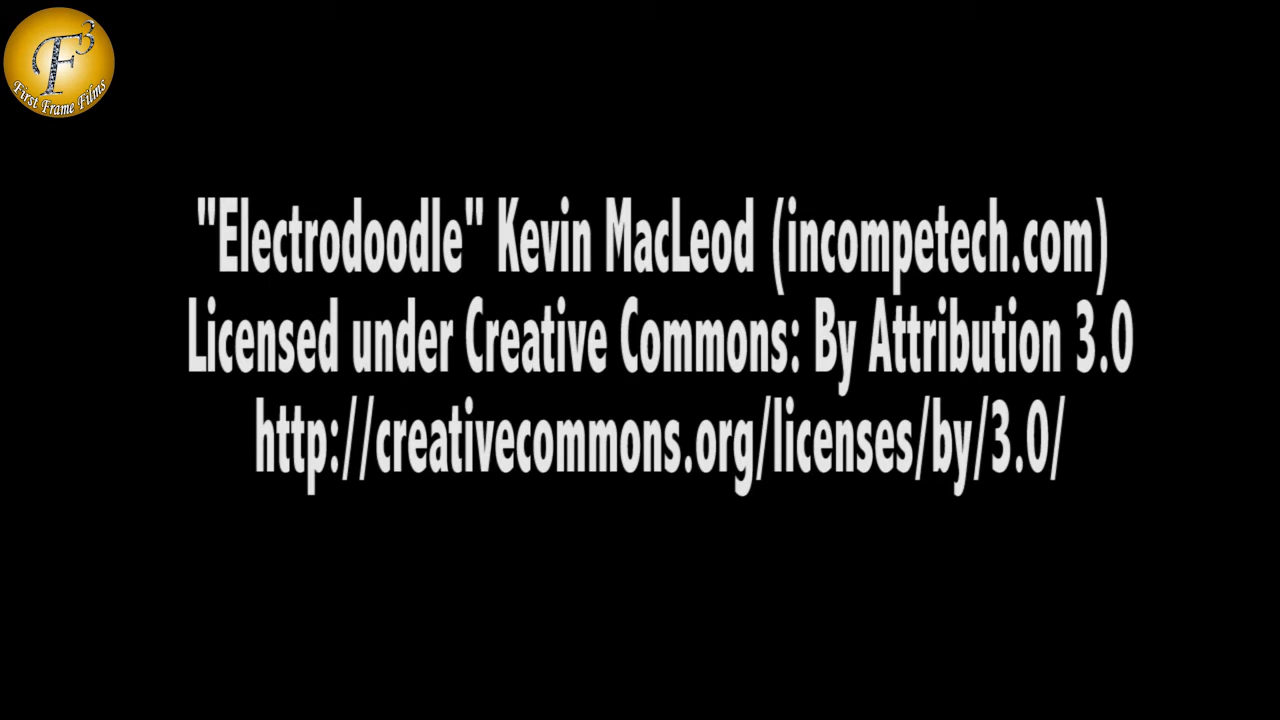 F3
First Frame Films
"Electrodoodle" Kevin MacLeod (incompetech.com)
Licensed under Creative Commons: By Attribution 3.0
http://creativecommons.org/licenses/by/3.0/